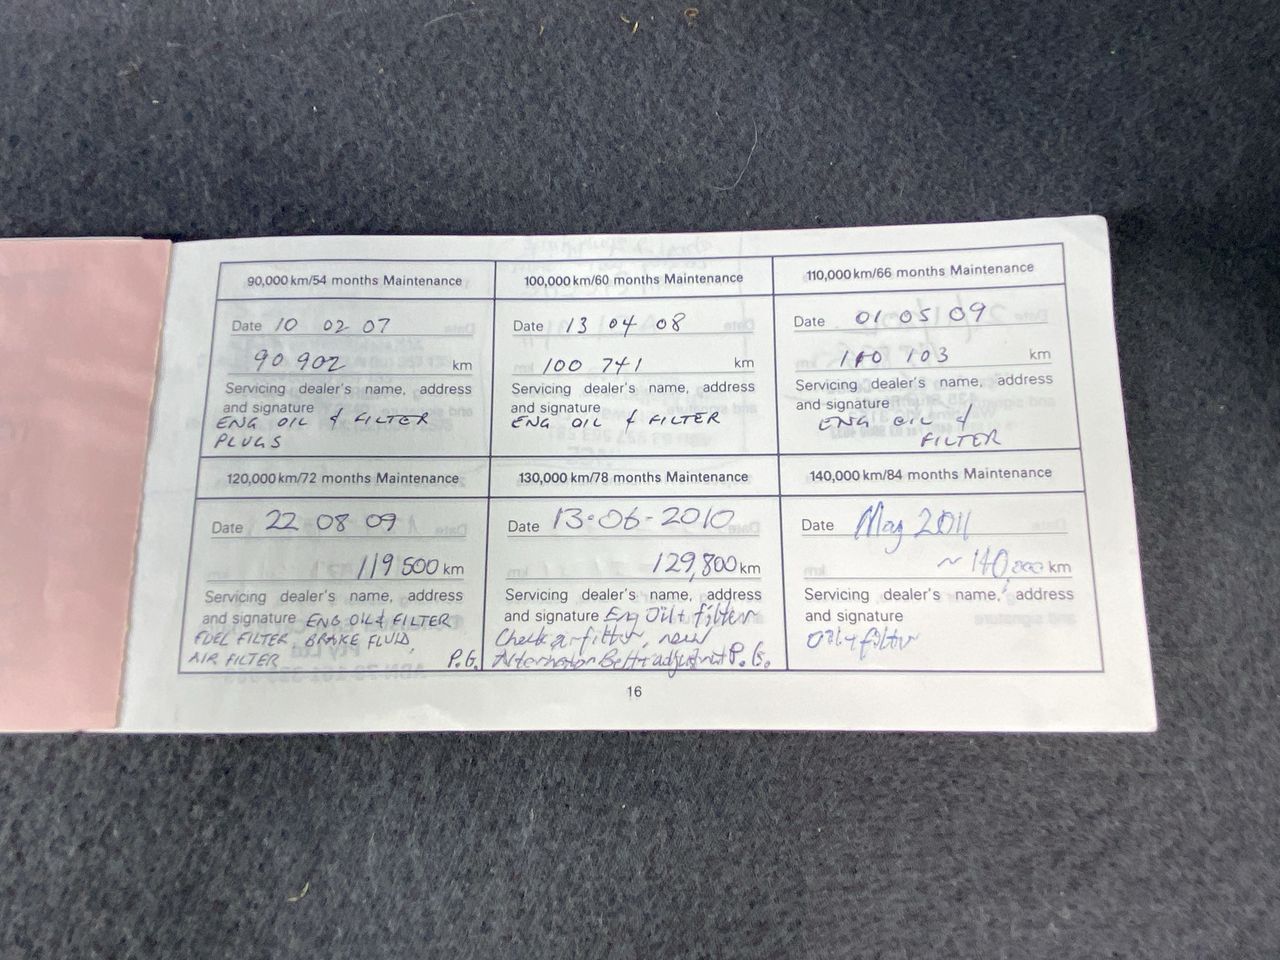 90,000 km/54 months Maintenance
Date 10 02 07
90 902 km
Servicing dealer's name, address
and signature
ENG OIL & FILTER
PLUGS
100,000 km/60 months Maintenance
Date 13 04 08
100 741 km
Servicing dealer's name, address
and signature
ENG OIL & FILTER
110,000 km/66 months Maintenance
Date 01 05 09
110 103 km
Servicing dealer's name, address
and signature
ENG OIL &
FILTER
120,000 km/72 months Maintenance
Date 22 08 09
119 500 km
Servicing dealer's name, address
and signature ENG OIL & FILTER
FUEL FILTER, BRAKE FLUID,
AIR FILTER P.G.
130,000 km/78 months Maintenance
Date 13-06-2010
129,800 km
Servicing dealer's name, address
and signature Eng Oil + filter
Check air filter, new
Alternator Belt + adjustment P.G.
140,000 km/84 months Maintenance
Date May 2011
~ 140,000 km
Servicing dealer's name, address
and signature
Oil + filter
16